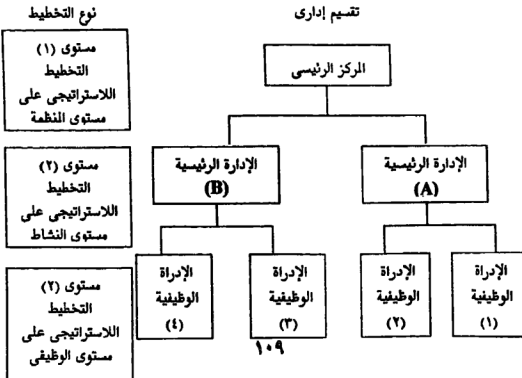 تقسيم إدارى
نوع التخطيط
المركز الرئيسى
مستوى (١)
التخطيط
اللاستراتيجى على
مستوى المنظمة
الإدارة الرئيسية
(A)
الإدارة الرئيسية
(B)
مستوى (٢)
التخطيط
اللاستراتيجى على
مستوى النشاط
الإدراة
الوظيفية
(١)
الإدراة
الوظيفية
(٢)
الإدراة
الوظيفية
(٣)
الإدراة
الوظيفية
(٤)
مستوى (٢)
التخطيط
اللاستراتيجى على
مستوى الوظيفى
١٠٩